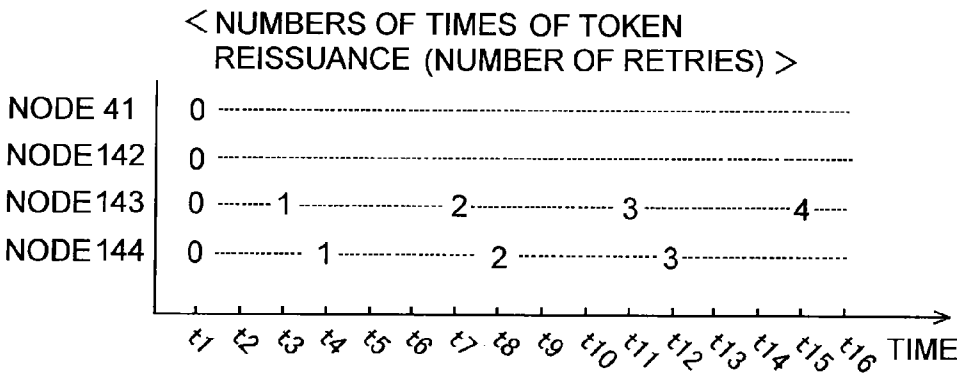 < NUMBERS OF TIMES OF TOKEN
REISSUANCE (NUMBER OF RETRIES) >
NODE 41 0
NODE 142 0
NODE 143 0 1 2 3 4
NODE 144 0 1 2 3
t1 t2 t3 t4 t5 t6 t7 t8 t9 t10 t11 t12 t13 t14 t15 t16 TIME